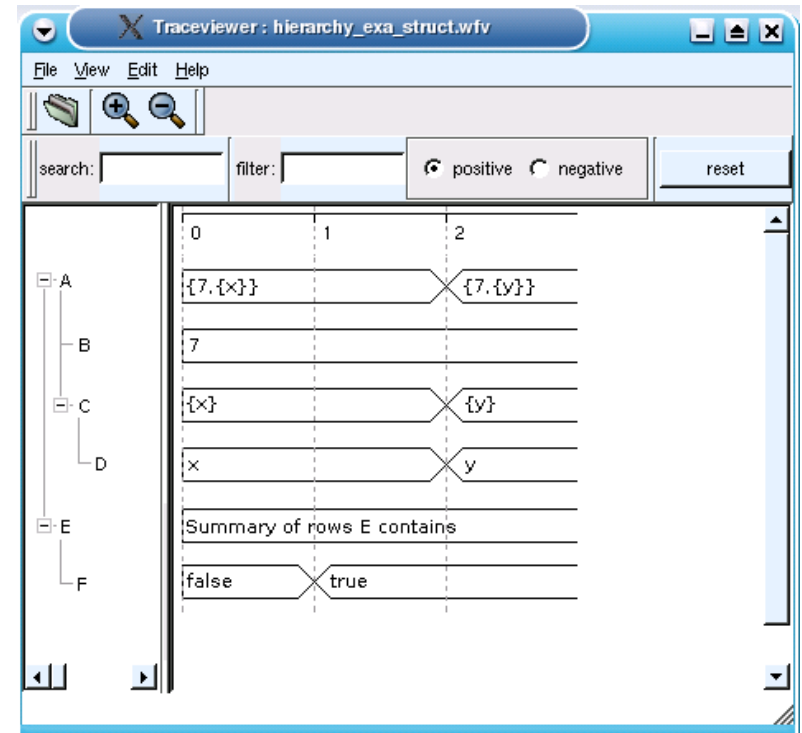 Traceviewer : hierarchy_exa_struct.wfv
File View Edit Help
search: filter: positive negative reset
0 1 2
A {7,{x}} {7,{y}}
B 7
C {x} {y}
D x y
E Summary of rows E contains
F false true